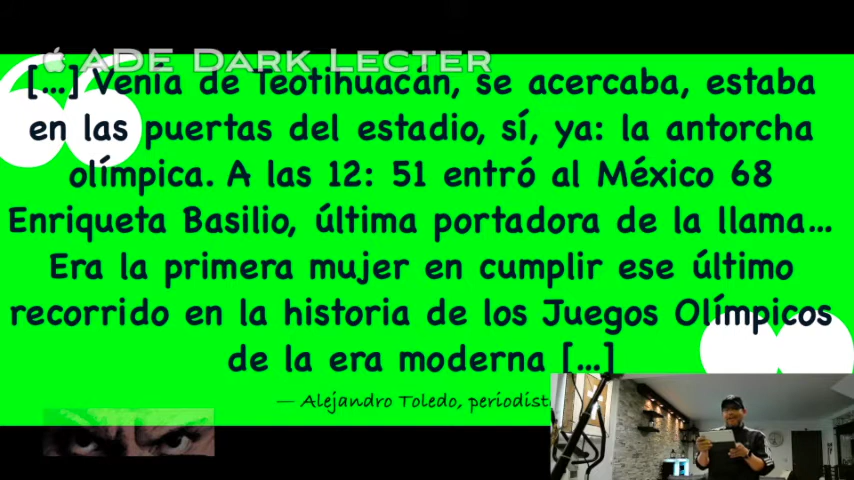 ADE DARK LECTER
[...] Venía de Teotihuacán, se acercaba, estaba
en las puertas del estadio, sí, ya: la antorcha
olímpica. A las 12: 51 entró al México 68
Enriqueta Basilio, última portadora de la llama...
Era la primera mujer en cumplir ese último
recorrido en la historia de los Juegos Olímpicos
de la era moderna [...]
— Alejandro Toledo,